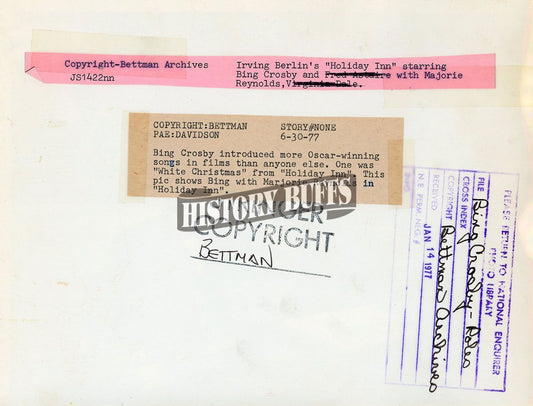 Copyright-Bettman Archives
JS1422nn
Irving Berlin's "Holiday Inn" starring
Bing Crosby and Fred Astaire with Majorie
Reynolds, Virginia Dale.
COPYRIGHT:BETTMAN STORY#NONE
PAE:DAVIDSON 6-30-77
Bing Crosby introduced more Oscar-winning
songs in films than anyone else. One was
"White Christmas" from "Holiday Inn". This
pic shows Bing with Marjorie in
"Holiday Inn".
HISTORY BUFFS
COPYRIGHT
BETTMAN
PLEASE RETURN TO NATIONAL ENQUIRER
LIBRARY
FILE Bing Crosby-
CROSS INDEX
COPYRIGHT Bettman Archives
RECEIVED JAN 14 1977
N.E. PERM. NEG. #